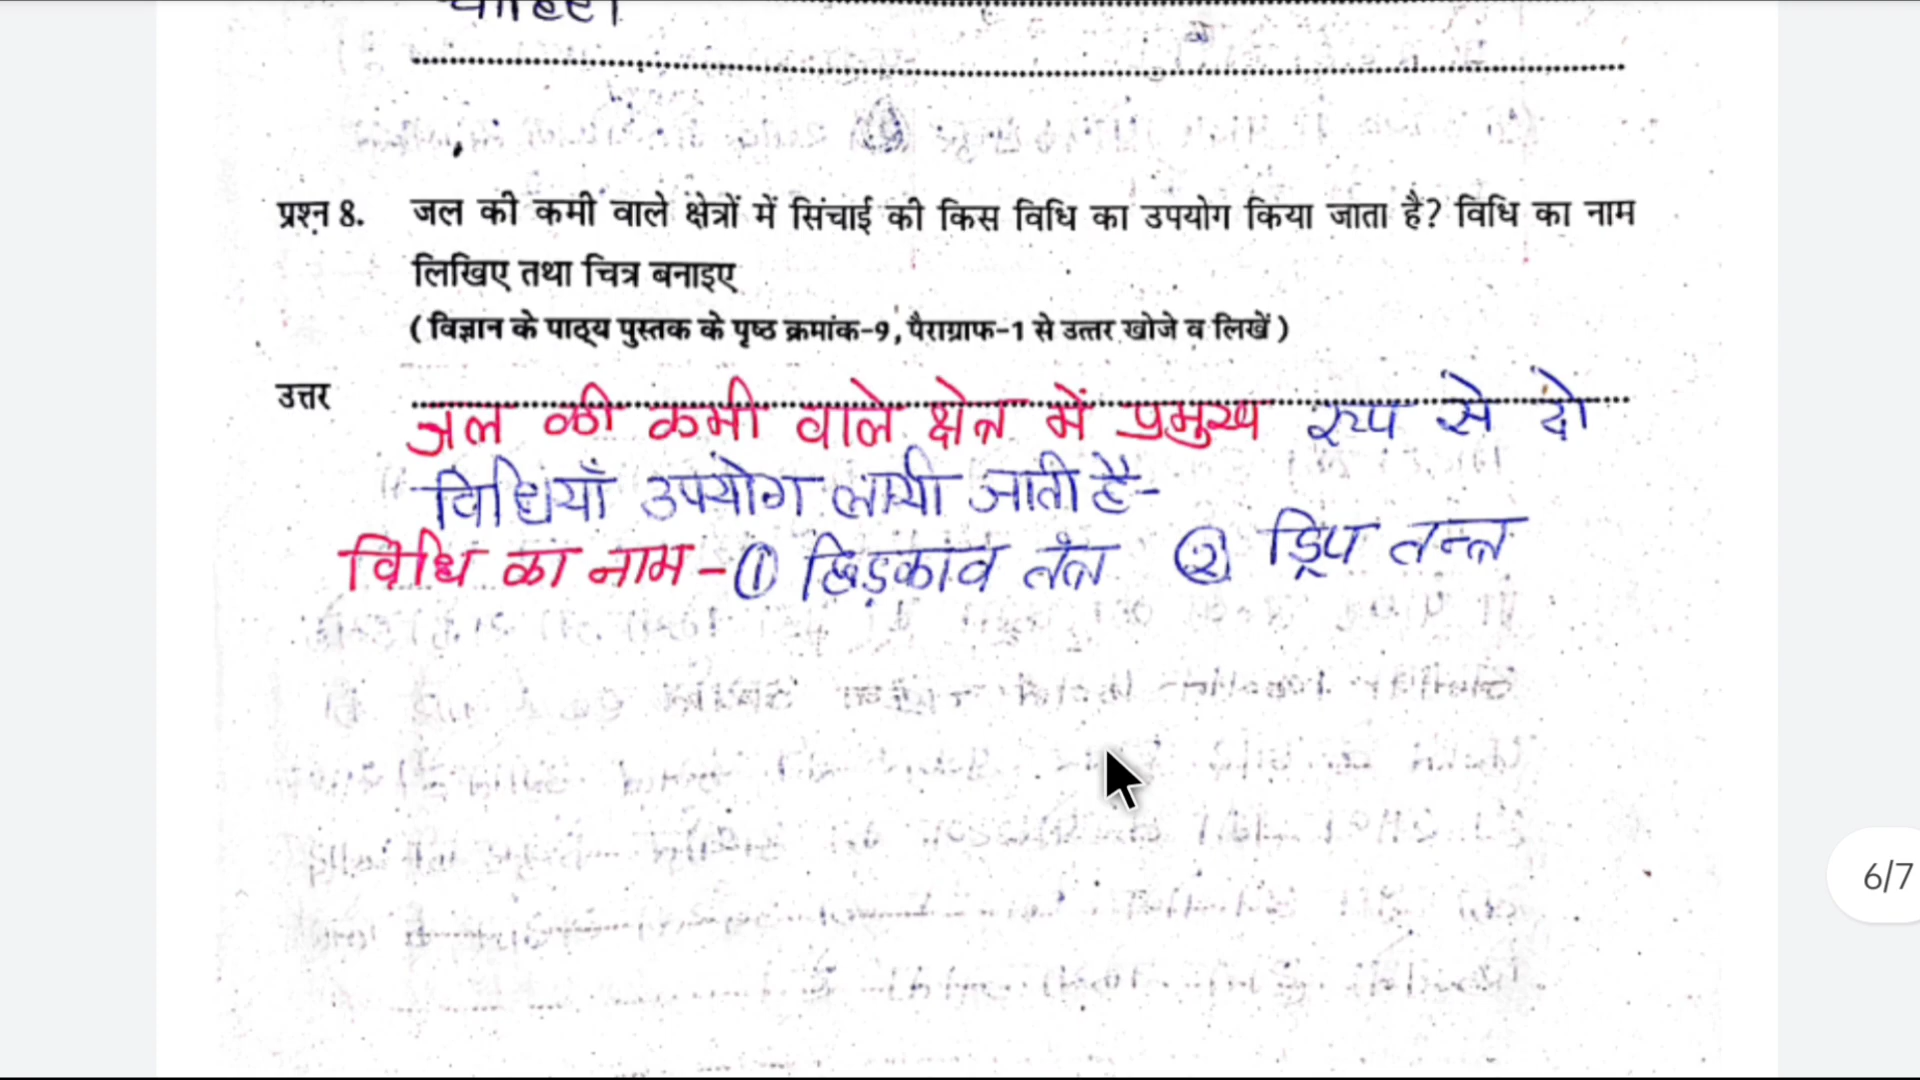 प्रश्न 8. जल की कमी वाले क्षेत्रों में सिंचाई की किस विधि का उपयोग किया जाता है? विधि का नाम
लिखिए तथा चित्र बनाइए
( विज्ञान के पाठ्य पुस्तक के पृष्ठ क्रमांक-9, पैराग्राफ-1 से उत्तर खोजे व लिखें )
उत्तर जल की कमी वाले क्षेत्र में प्रमुख रूप से दो
विधियाँ उपयोग लायी जाती है-
विधि का नाम - ① छिड़काव तंत्र ② ड्रिप तन्त्र
6/7